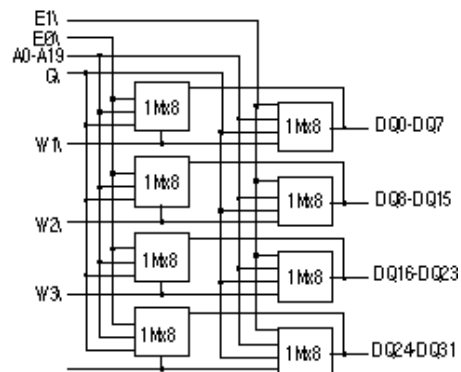 E1\
E0\
A0-A19
G\
1Mx8
1Mx8
DQ0-DQ7
W1\
1Mx8
1Mx8
DQ8-DQ15
W2\
1Mx8
1Mx8
DQ16-DQ23
W3\
1Mx8
1Mx8
DQ24-DQ31